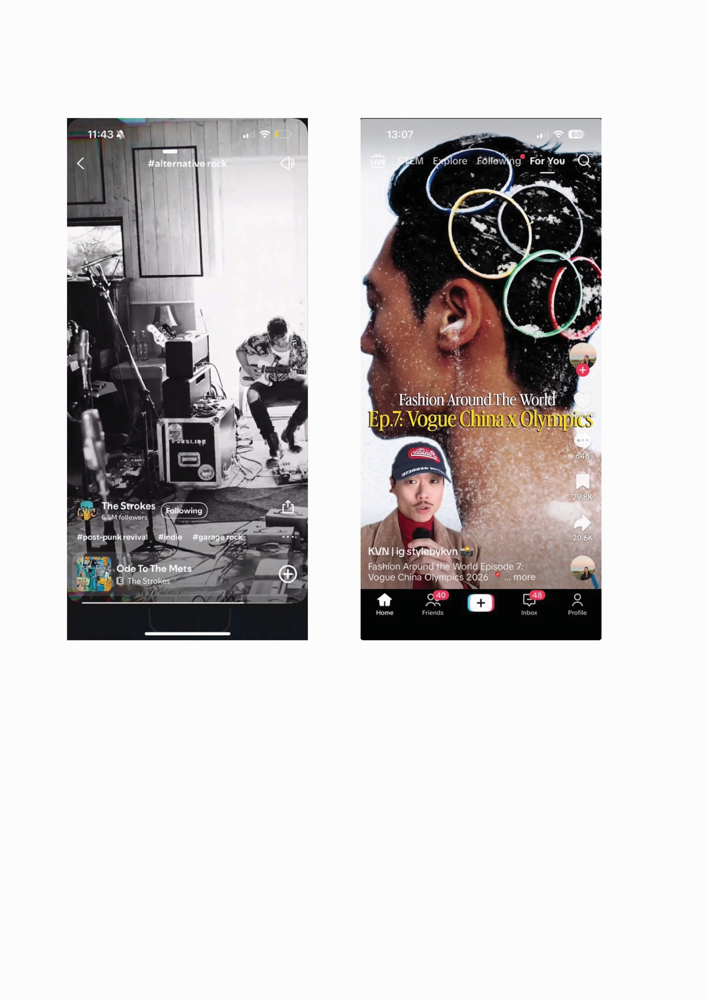 11:43
#alternative rock
The Strokes
Following
6.5M followers
#post-punk revival #indie #garage rock
Ode To The Mets
E The Strokes
13:07
80
LIVE STEM Explore Following For You
Fashion Around The World
Ep.7: Vogue China x Olympics
646
29.8K
20.6K
KVN | ig stylebykvn 📸
Fashion Around the World Episode 7:
Vogue China Olympics 2026 📍 ... more
40
48
Home Friends Inbox Profile